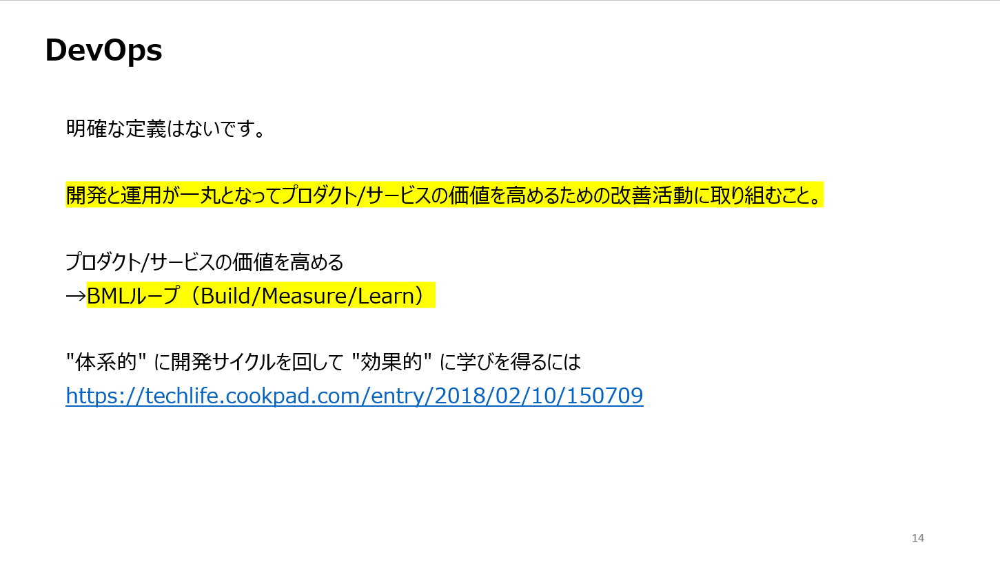 DevOps
明確な定義はないです。
開発と運用が一丸となってプロダクト/サービスの価値を高めるための改善活動に取り組むこと。
プロダクト/サービスの価値を高める
→BMLループ（Build/Measure/Learn）
"体系的" に開発サイクルを回して "効果的" に学びを得るには
https://techlife.cookpad.com/entry/2018/02/10/150709
14